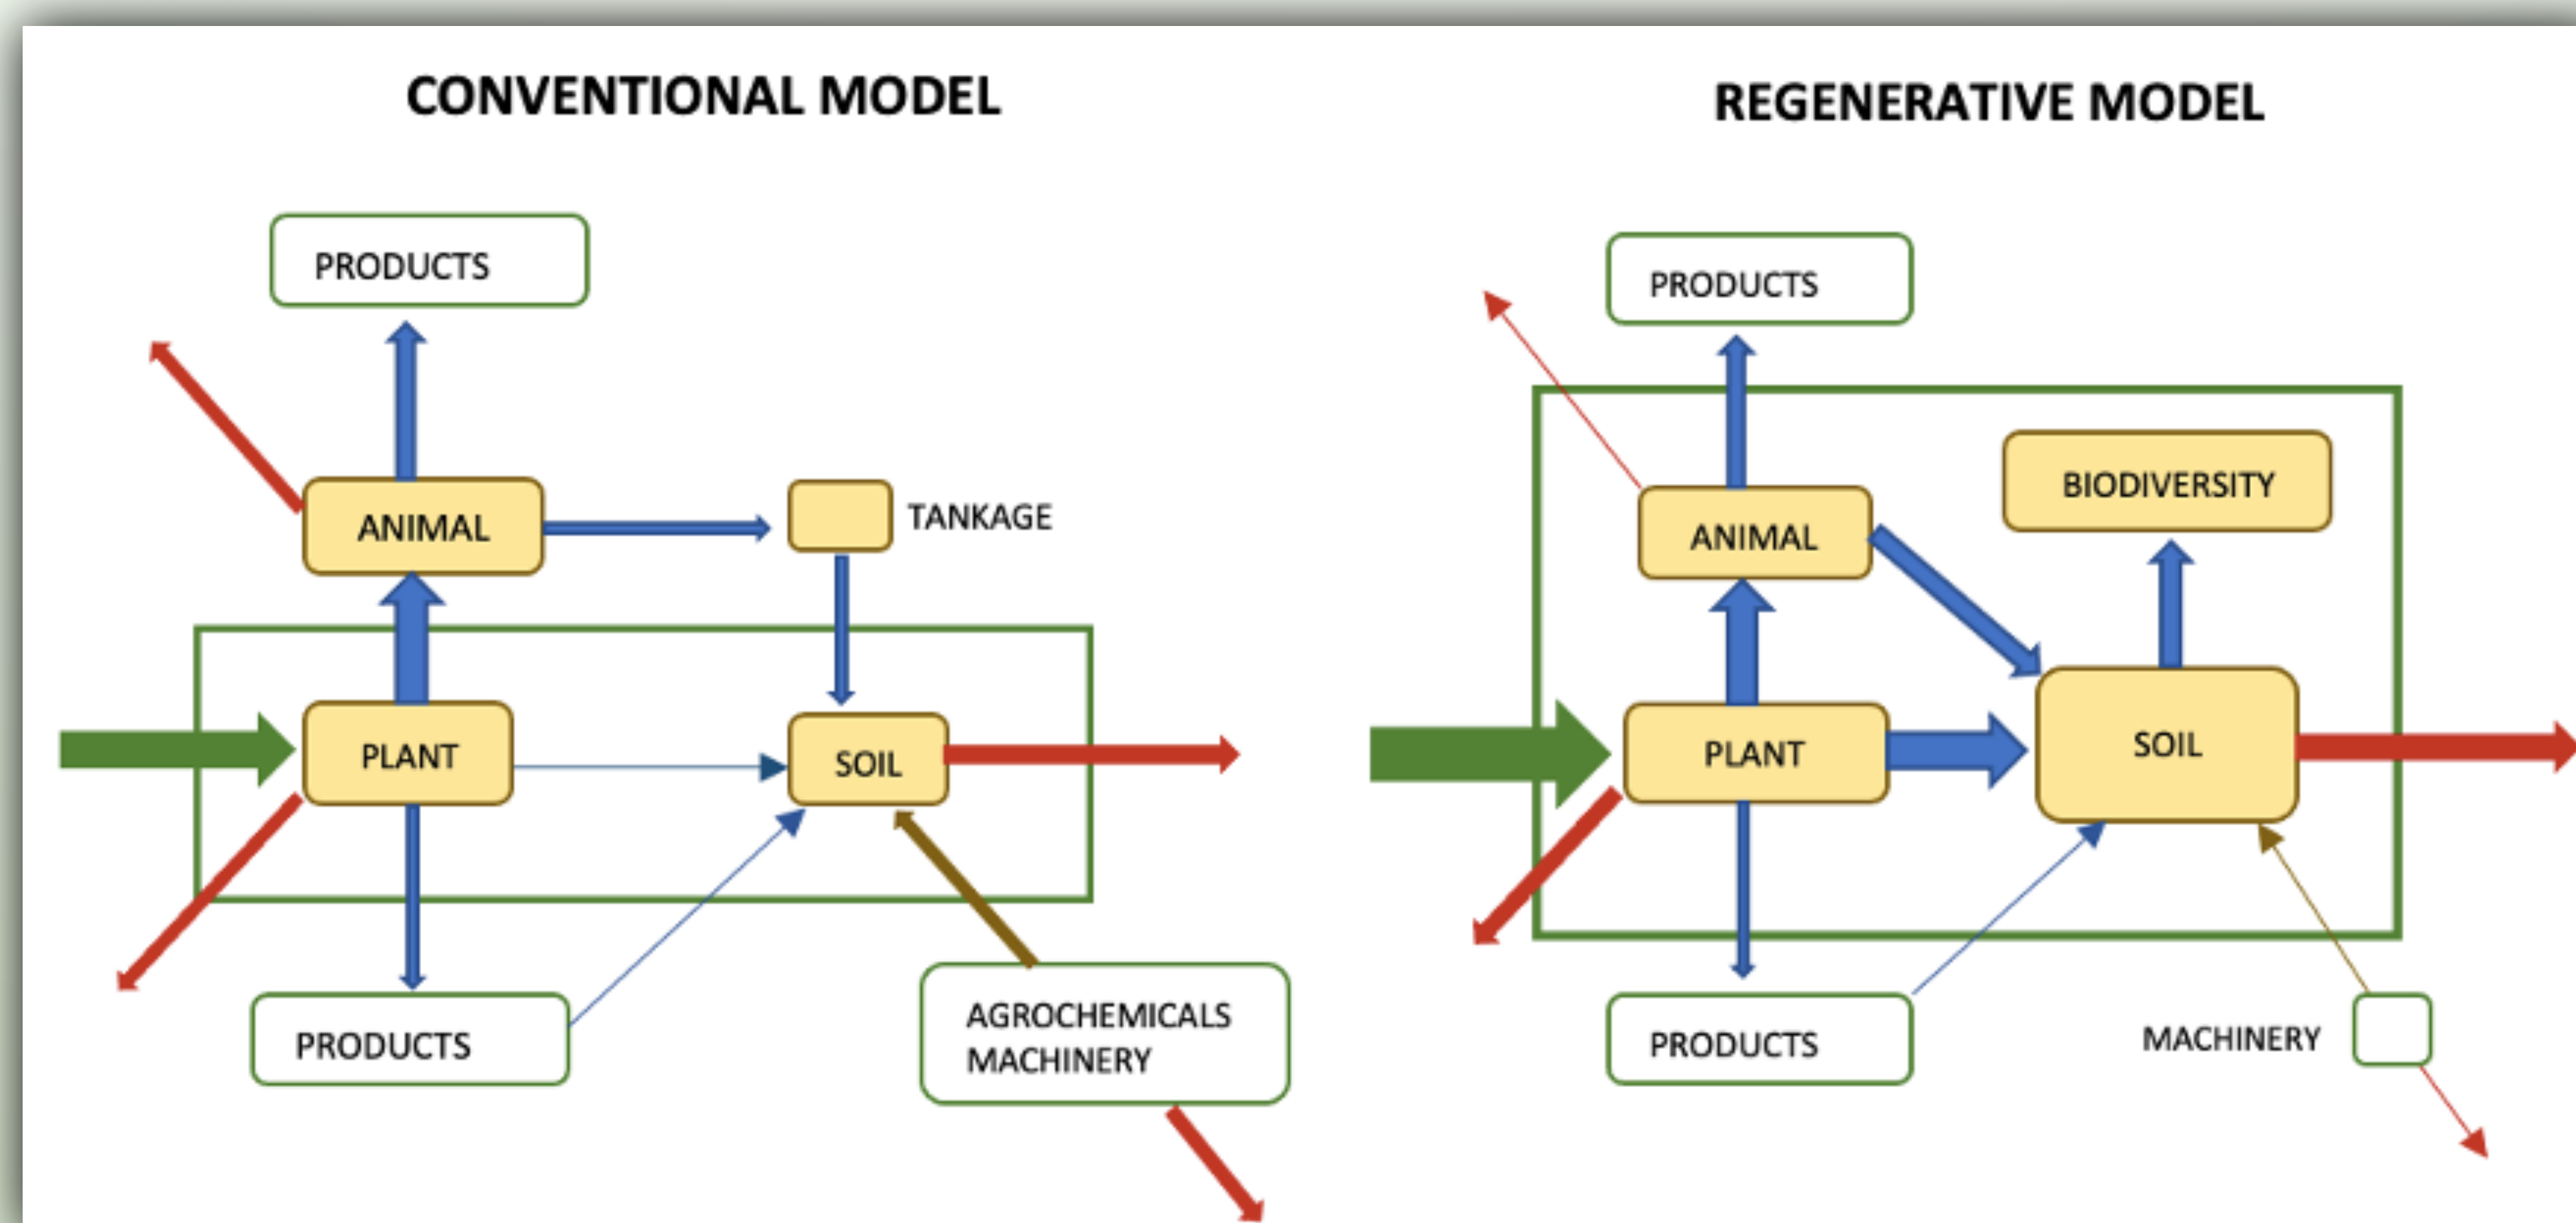 CONVENTIONAL MODEL
PRODUCTS
ANIMAL
TANKAGE
PLANT
SOIL
PRODUCTS
AGROCHEMICALS
MACHINERY
REGENERATIVE MODEL
PRODUCTS
BIODIVERSITY
ANIMAL
PLANT
SOIL
PRODUCTS
MACHINERY